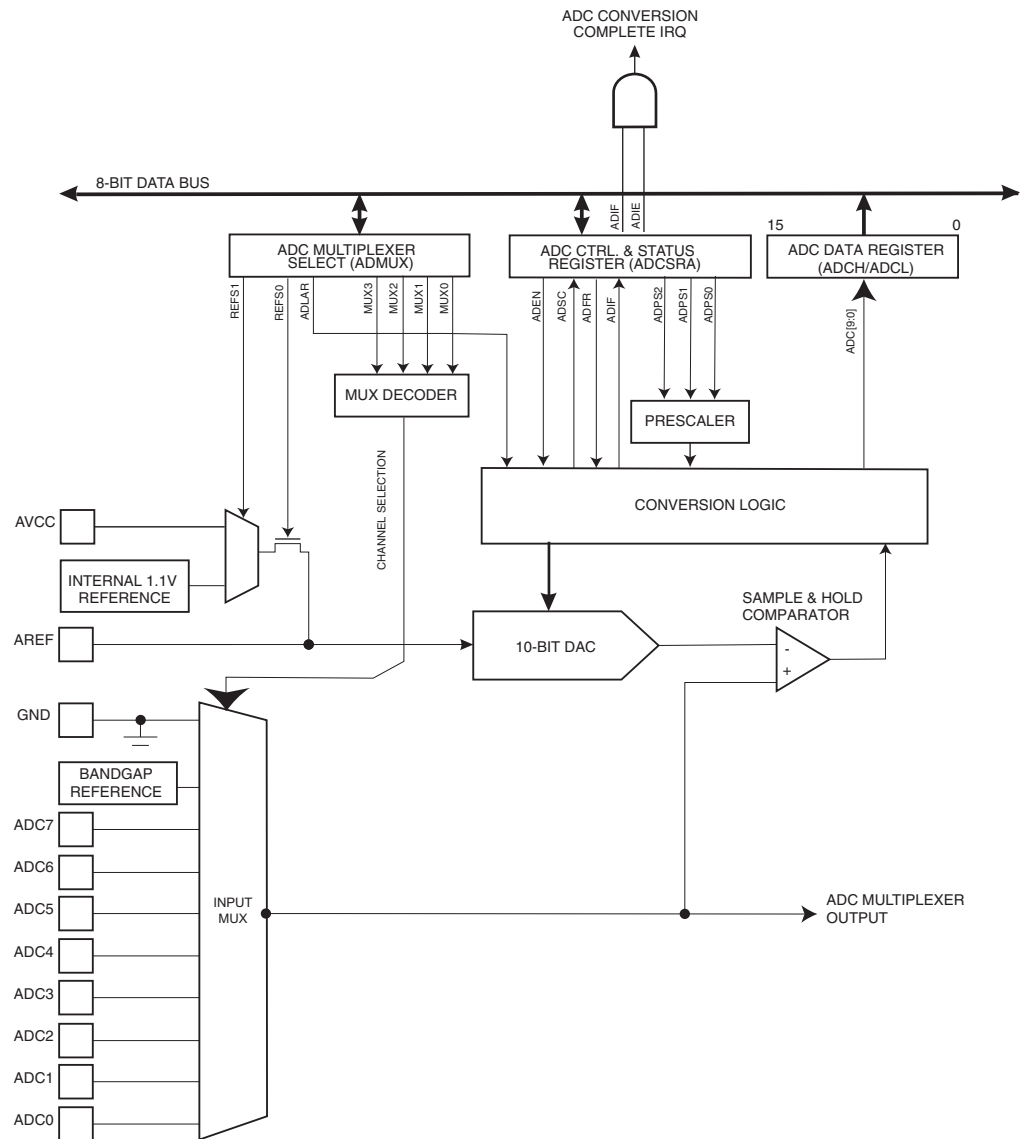 ADC CONVERSION
COMPLETE IRQ
8-BIT DATA BUS
ADIF
ADIE
15
0
ADC MULTIPLEXER
SELECT (ADMUX)
ADC CTRL. & STATUS
REGISTER (ADCSRA)
ADC DATA REGISTER
(ADCH/ADCL)
REFS1
REFS0
ADLAR
MUX3
MUX2
MUX1
MUX0
ADEN
ADSC
ADFR
ADIF
ADPS2
ADPS1
ADPS0
ADC[9:0]
MUX DECODER
PRESCALER
CHANNEL SELECTION
CONVERSION LOGIC
AVCC
INTERNAL 1.1V
REFERENCE
SAMPLE & HOLD
COMPARATOR
AREF
10-BIT DAC
-
+
GND
BANDGAP
REFERENCE
ADC7
ADC6
ADC5
INPUT
MUX
ADC MULTIPLEXER
OUTPUT
ADC4
ADC3
ADC2
ADC1
ADC0